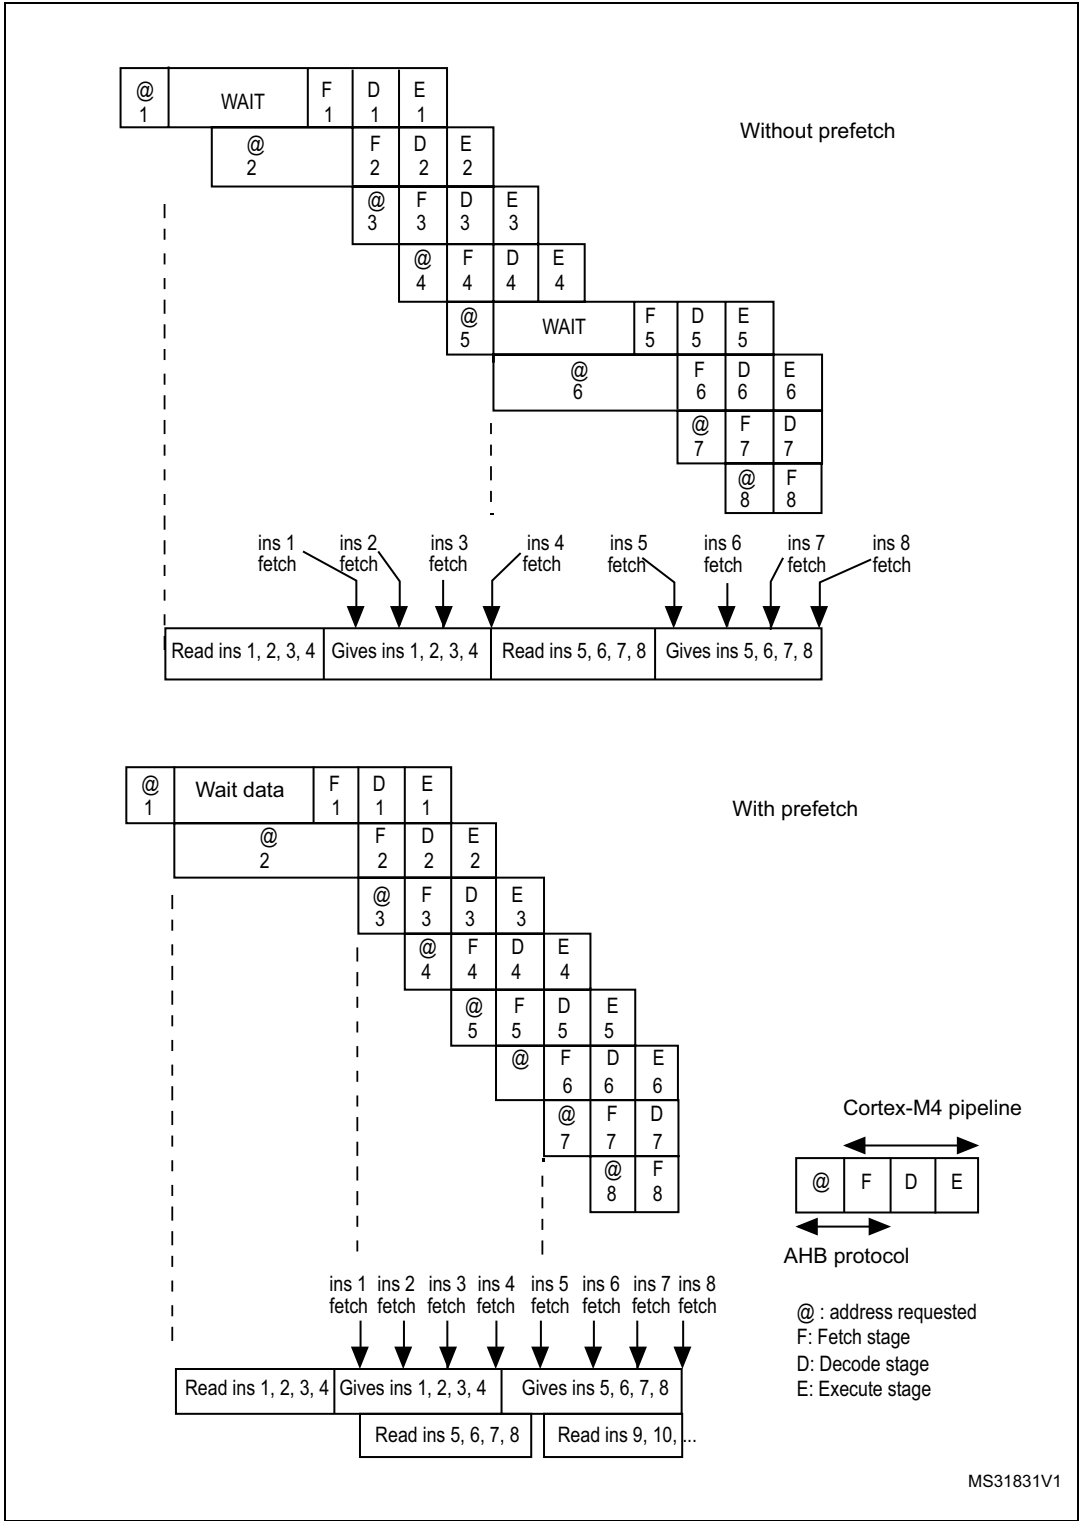 @ WAIT F D E
1 1 1 1
Without prefetch
@ F D E
2 2 2 2
@ F D E
3 3 3 3
@ F D E
4 4 4 4
@ WAIT F D E
5 5 5 5
@ F D E
6 6 6 6
@ F D
7 7 7
@ F
8 8
ins 1 ins 2 ins 3 ins 4 ins 5 ins 6 ins 7 ins 8
fetch fetch fetch fetch fetch fetch fetch fetch
Read ins 1, 2, 3, 4 Gives ins 1, 2, 3, 4 Read ins 5, 6, 7, 8 Gives ins 5, 6, 7, 8
@ Wait data F D E
1 1 1 1
With prefetch
@ F D E
2 2 2 2
@ F D E
3 3 3 3
@ F D E
4 4 4 4
@ F D E
5 5 5 5
@ F D E
6 6 6
@ F D
7 7 7
@ F
8 8
Cortex-M4 pipeline
@ F D E
AHB protocol
@ : address requested
F: Fetch stage
D: Decode stage
E: Execute stage
ins 1 ins 2 ins 3 ins 4 ins 5 ins 6 ins 7 ins 8
fetch fetch fetch fetch fetch fetch fetch fetch
Read ins 1, 2, 3, 4 Gives ins 1, 2, 3, 4 Gives ins 5, 6, 7, 8
Read ins 5, 6, 7, 8 Read ins 9, 10, ...
MS31831V1